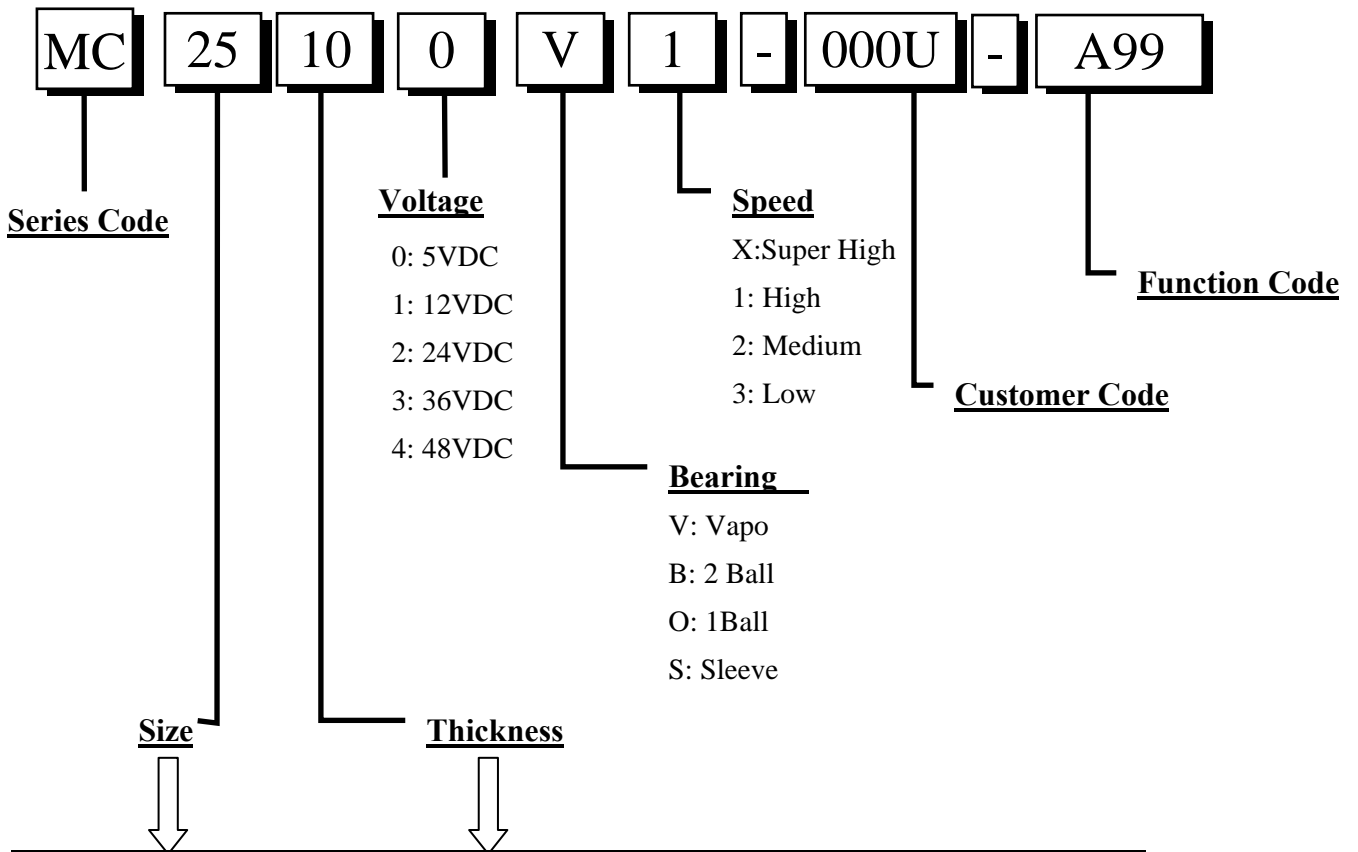 MC 25 10 0 V 1 - 000U - A99
Series Code
Voltage
0: 5VDC
1: 12VDC
2: 24VDC
3: 36VDC
4: 48VDC
Speed
X:Super High
1: High
2: Medium
3: Low
Function Code
Customer Code
Bearing
V: Vapo
B: 2 Ball
O: 1Ball
S: Sleeve
Size
Thickness